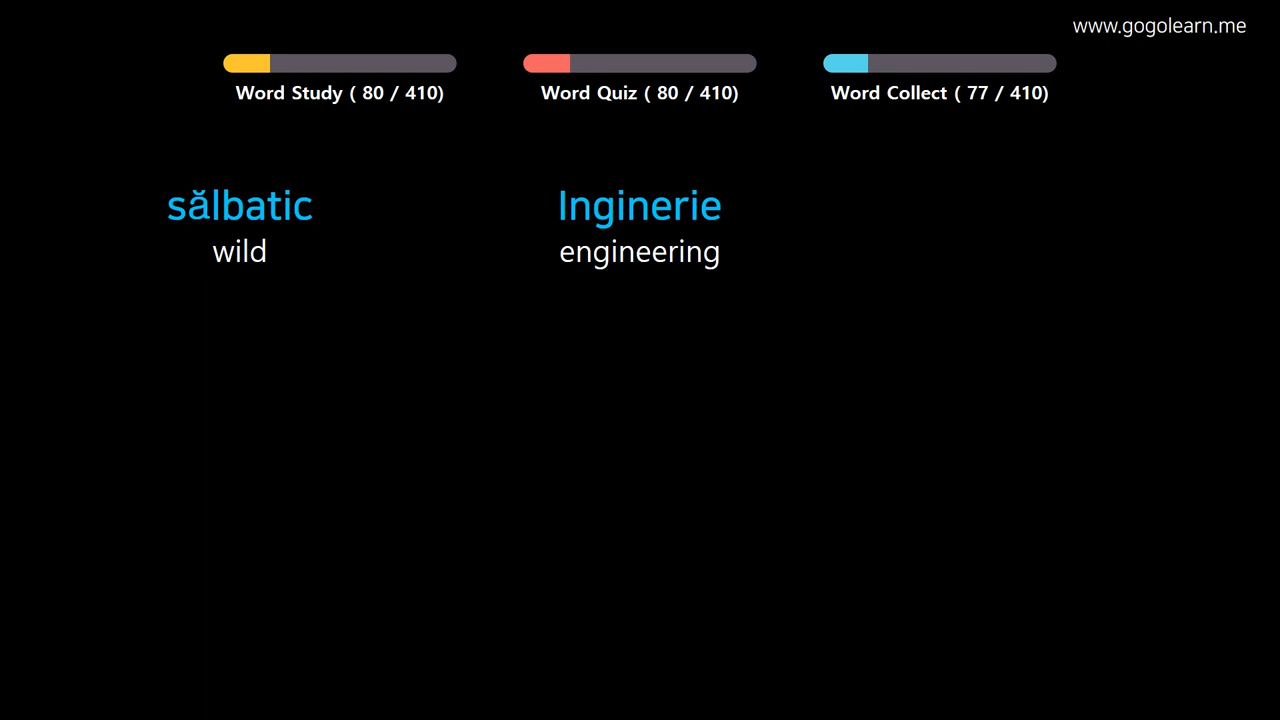 www.gogolearn.me
Word Study ( 80 / 410)
Word Quiz ( 80 / 410)
Word Collect ( 77 / 410)
sălbatic
wild
Inginerie
engineering